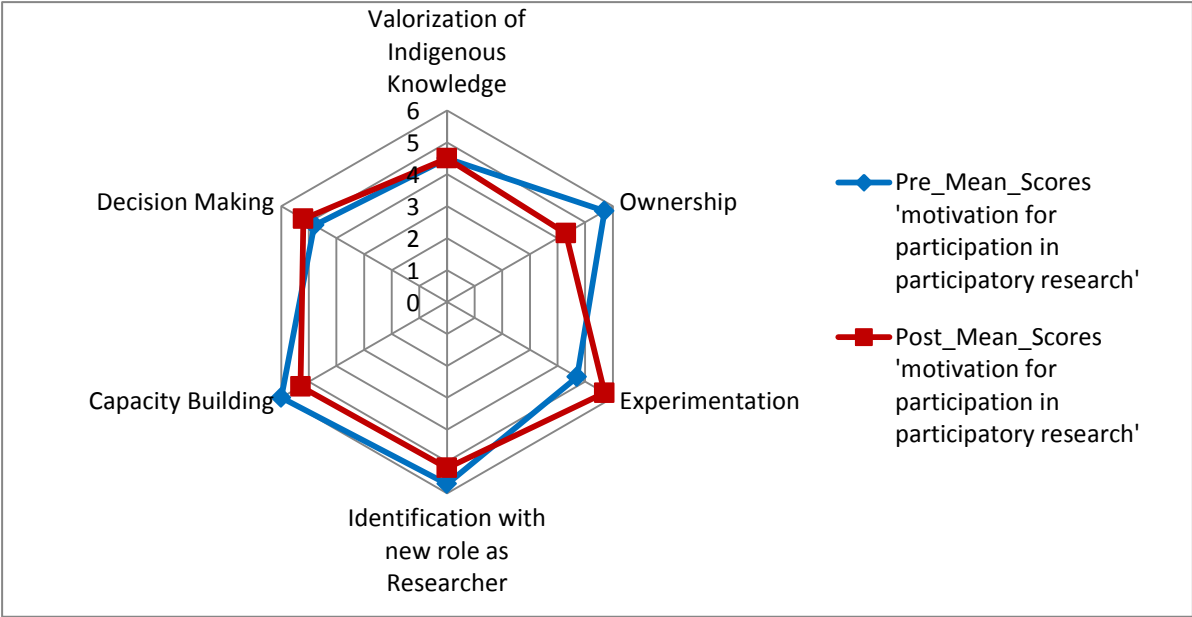 Valorization of
Indigenous
Knowledge
6
5
4
3
2
1
0
Ownership
Experimentation
Identification with
new role as
Researcher
Capacity Building
Decision Making
Pre_Mean_Scores
'motivation for
participation in
participatory research'
Post_Mean_Scores
'motivation for
participation in
participatory research'